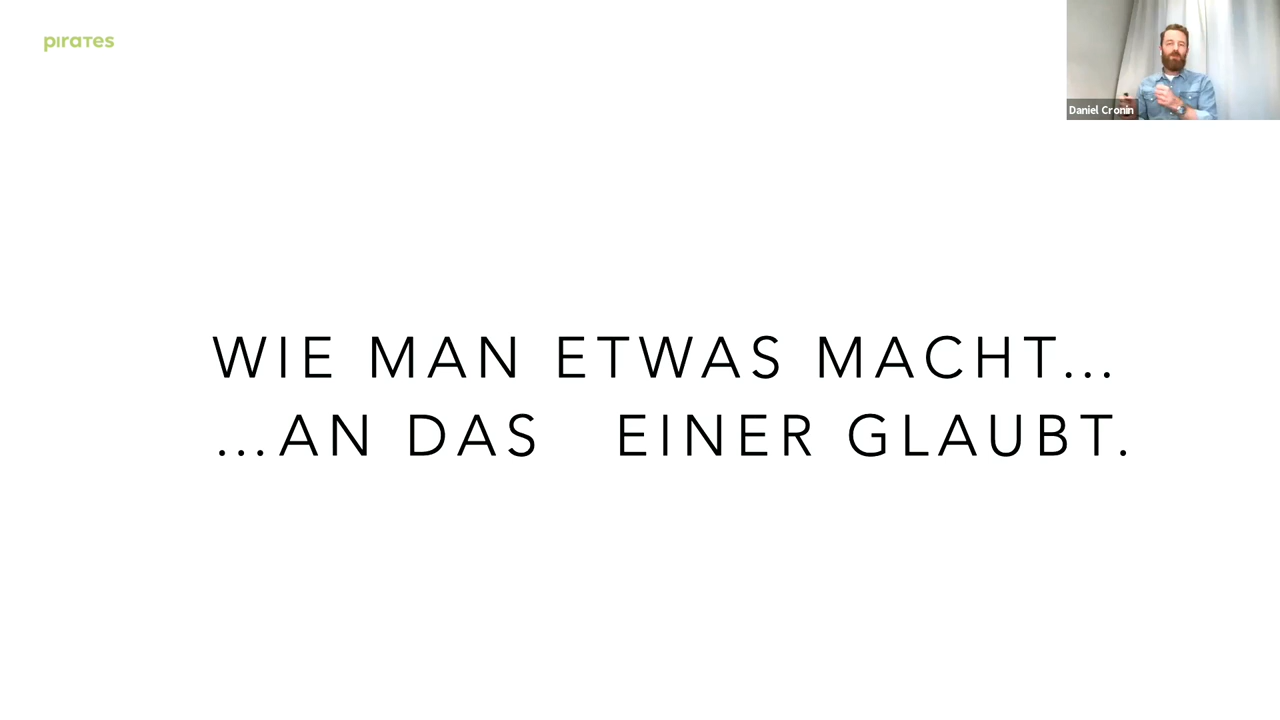 pirates
Daniel Cronin
WIE MAN ETWAS MACHT...
...AN DAS EINER GLAUBT.